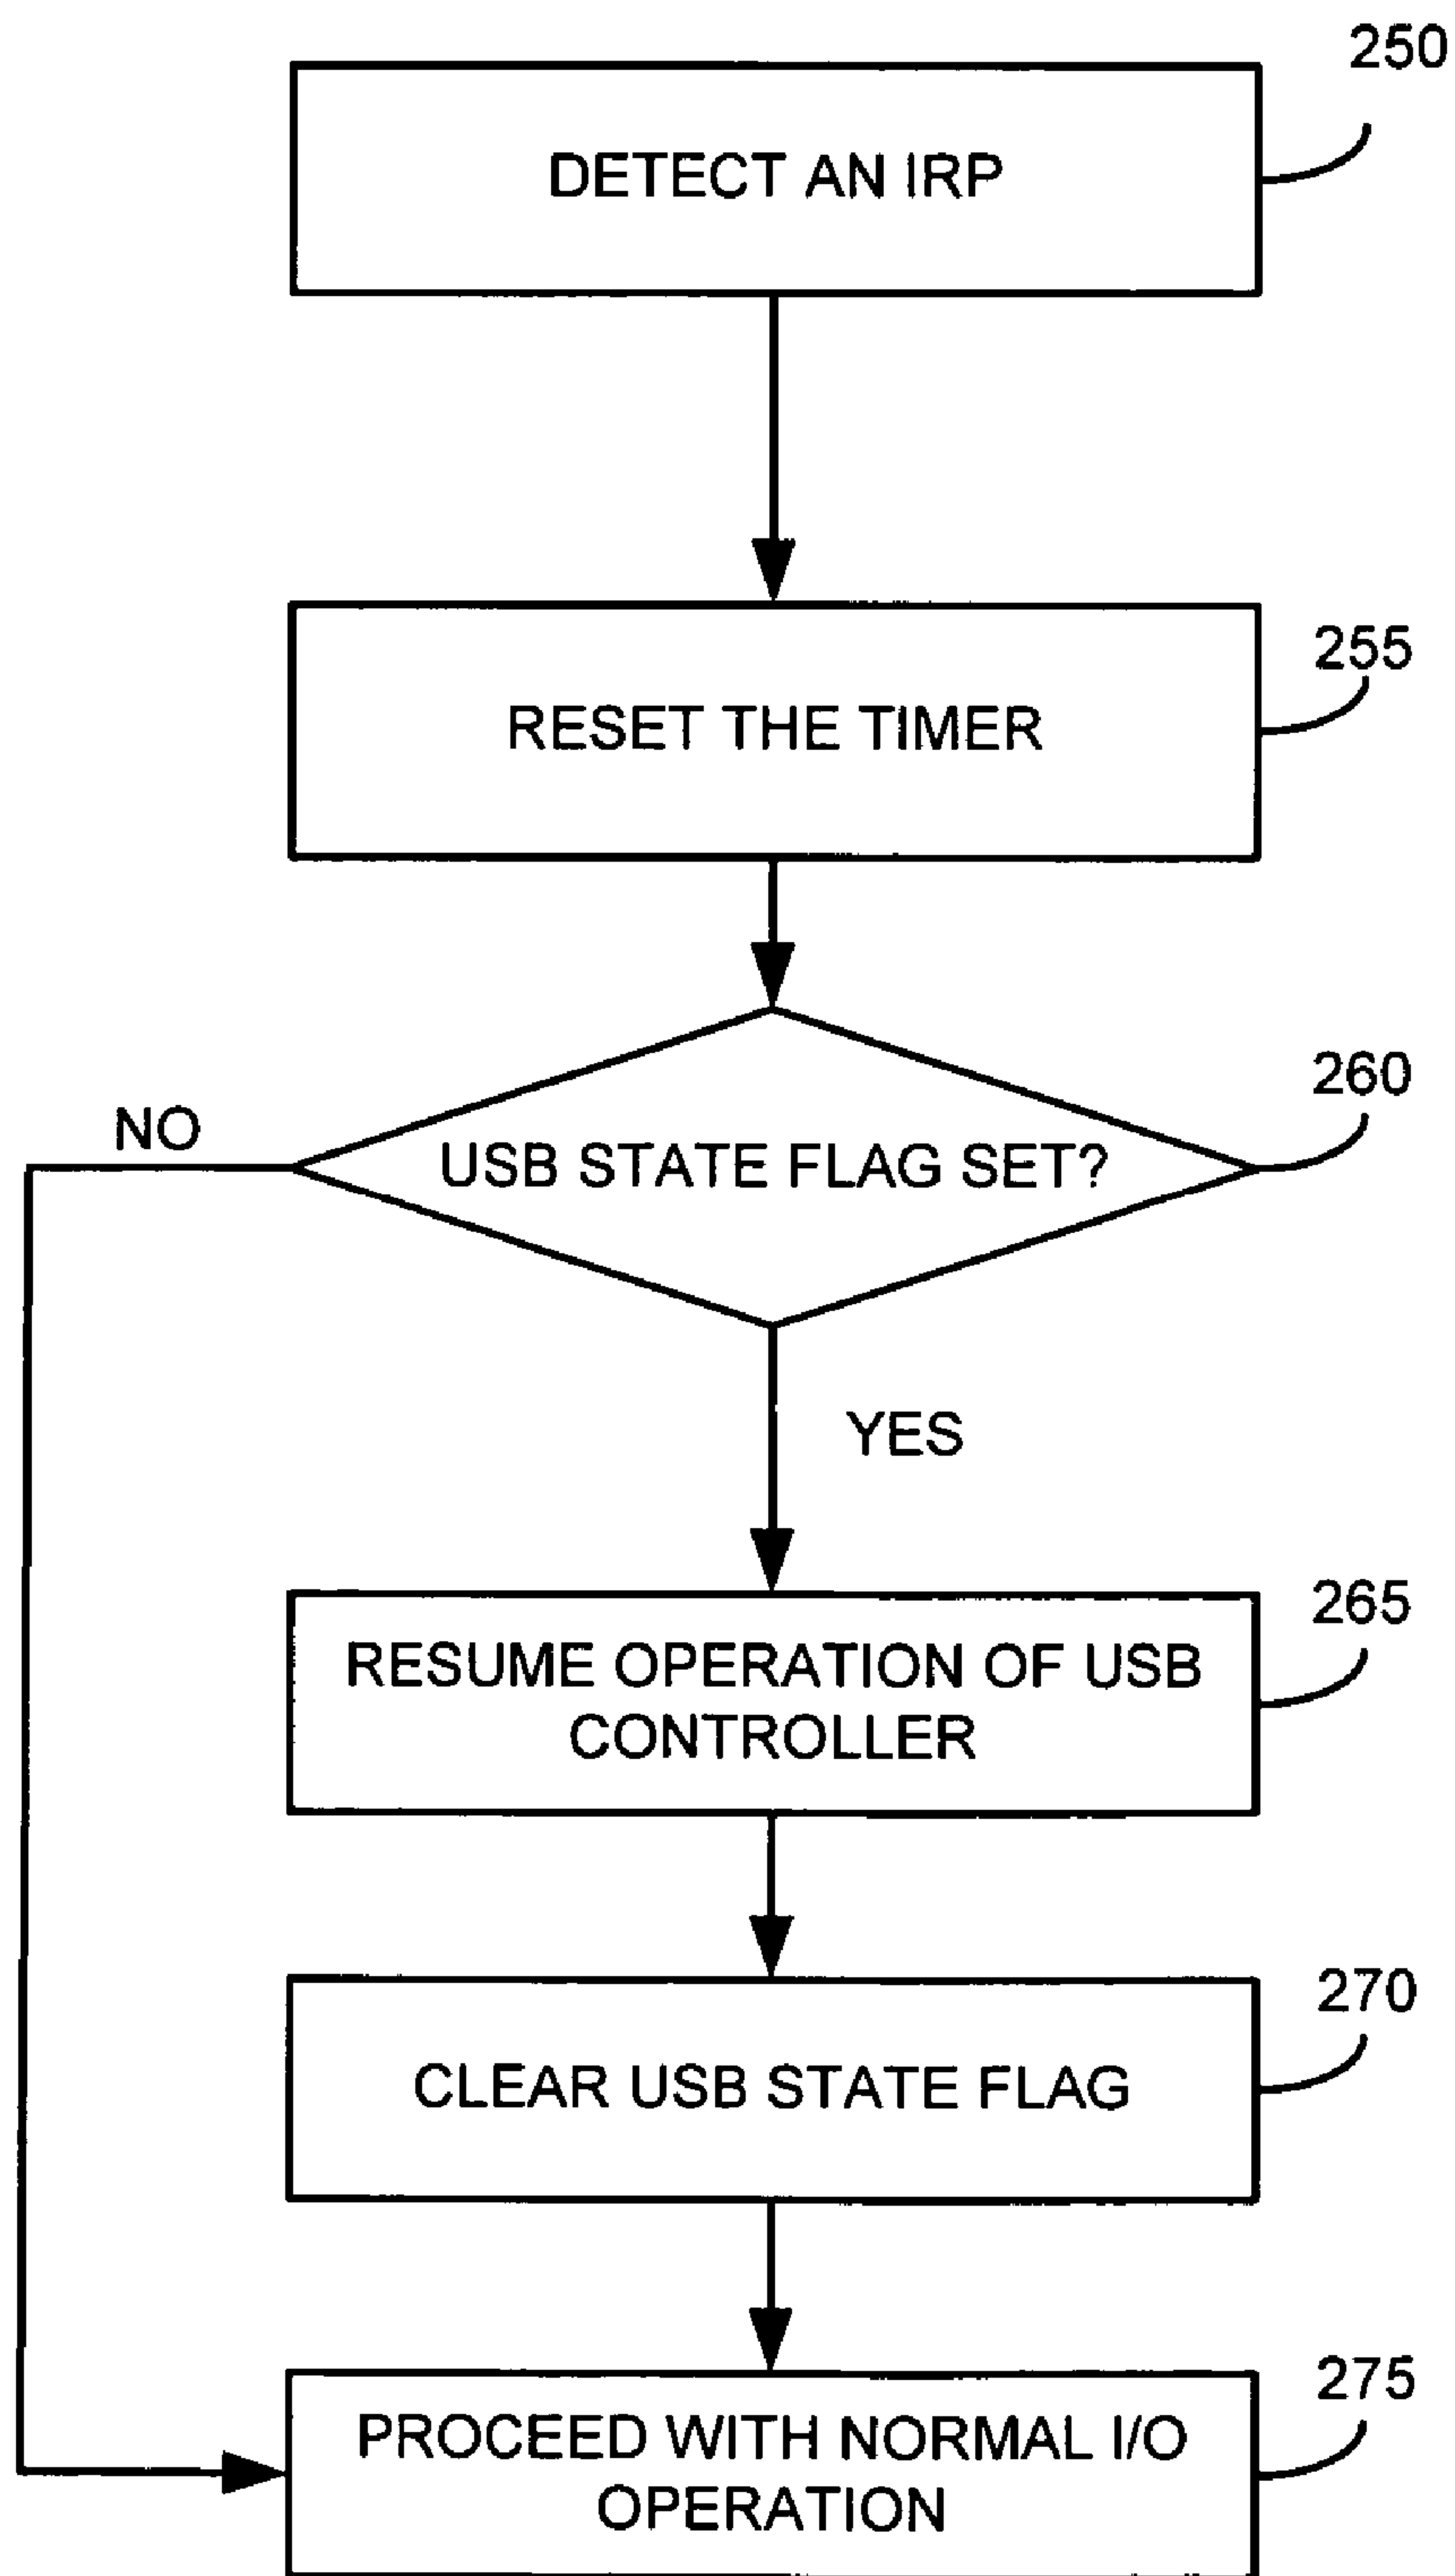 250
DETECT AN IRP
255
RESET THE TIMER
260
NO
USB STATE FLAG SET?
YES
265
RESUME OPERATION OF USB
CONTROLLER
270
CLEAR USB STATE FLAG
275
PROCEED WITH NORMAL I/O
OPERATION